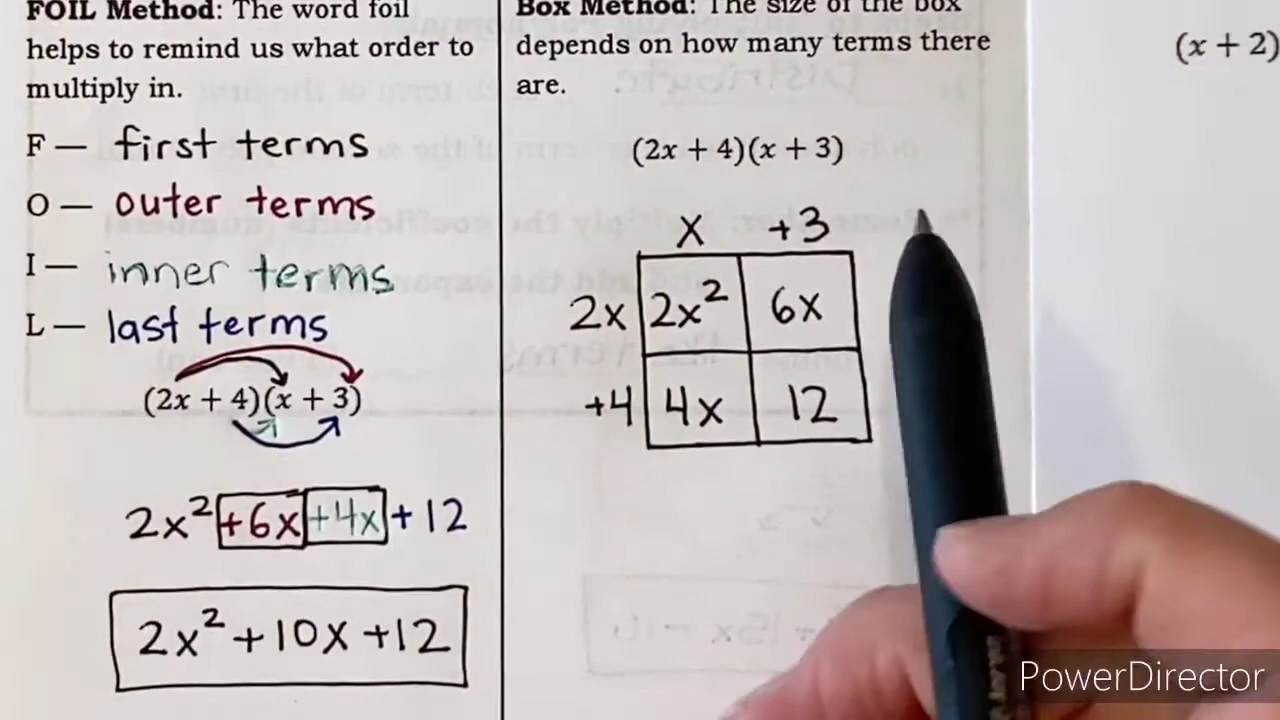 FOIL Method: The word foil
helps to remind us what order to
multiply in.
F — first terms
O — outer terms
I — inner terms
L — last terms
(2x + 4)(x + 3)
2x² +6x +4x + 12
2x² + 10x + 12
Box Method: The size of the box
depends on how many terms there
are.
(2x + 4)(x + 3)
x +3
2x 2x² 6x
+4 4x 12
(x + 2)
PowerDirector